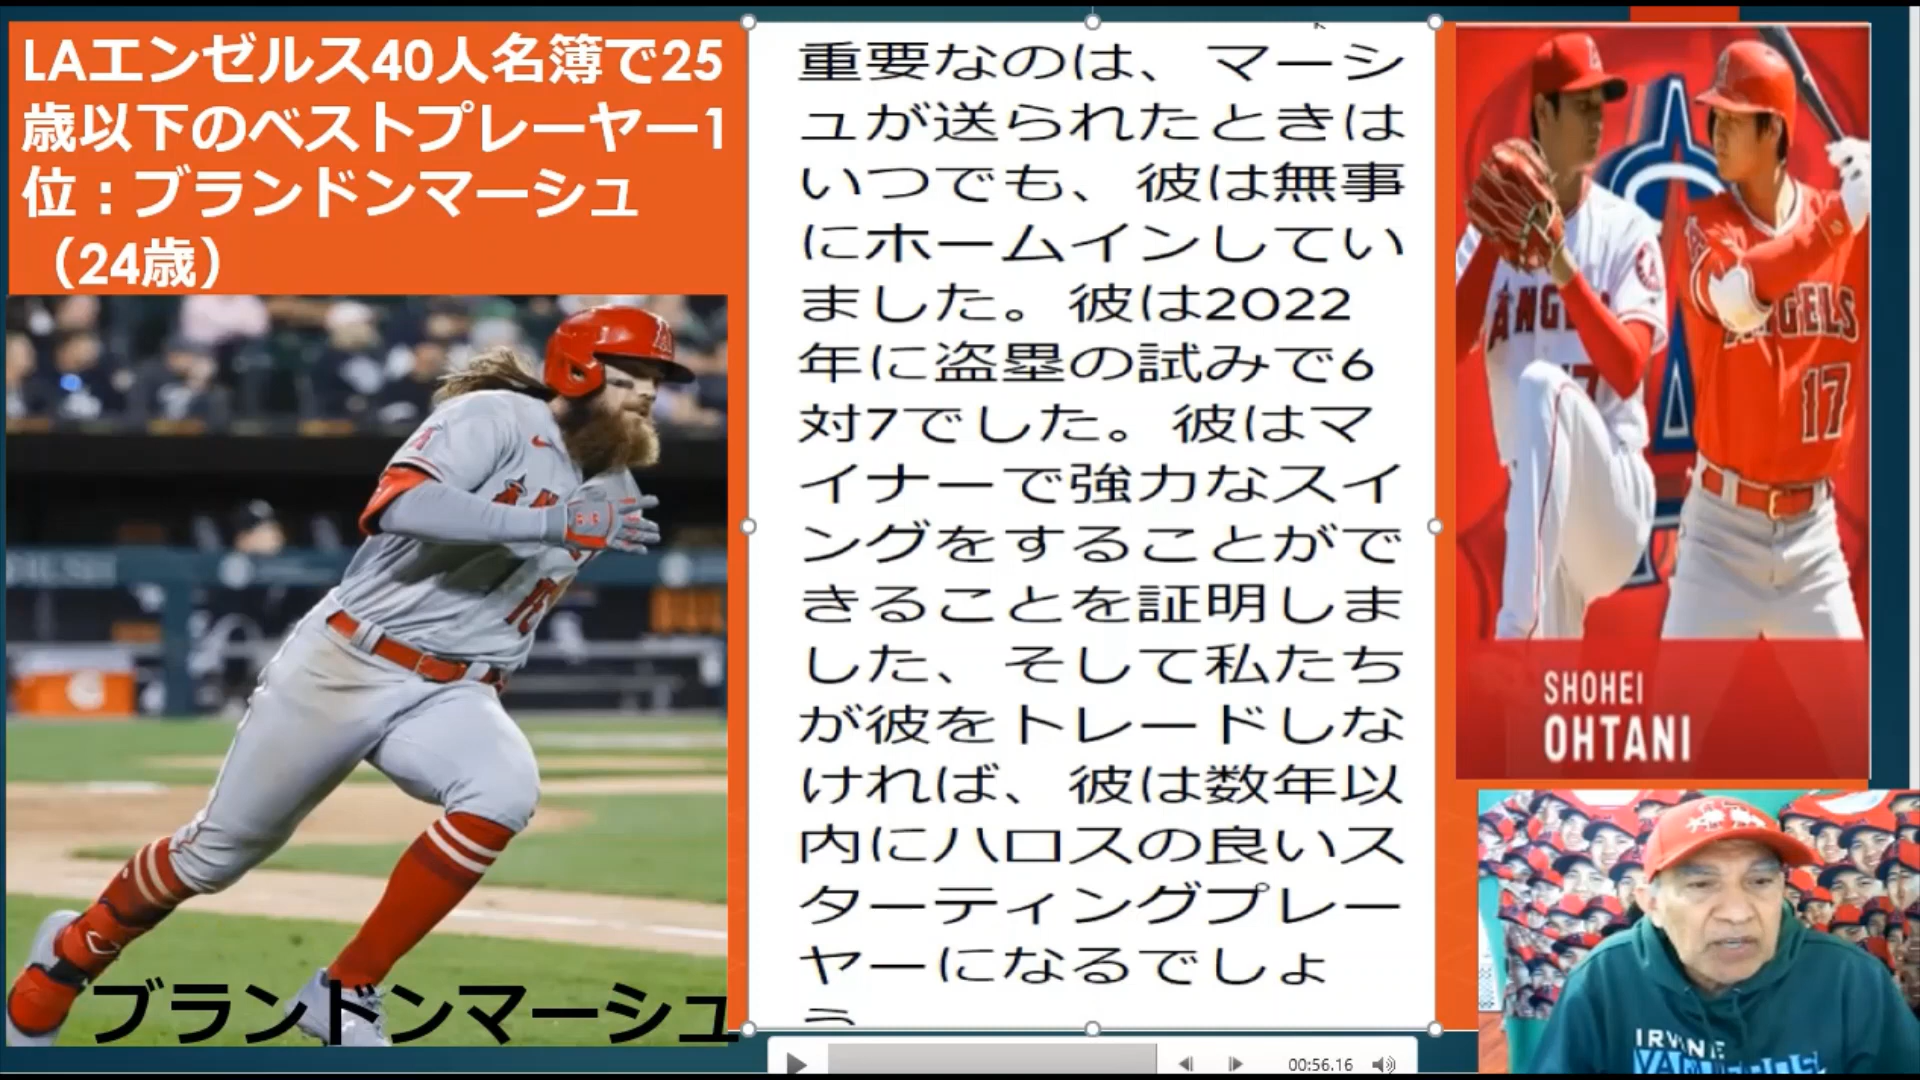 LAエンゼルス40人名簿で25
歳以下のベストプレーヤー1
位：ブランドンマーシュ
（24歳）
ブランドンマーシュ
重要なのは、マーシ
ュが送られたときは
いつでも、彼は無事
にホームインしてい
ました。彼は2022
年に盗塁の試みで6
対7でした。彼はマ
イナーで強力なスイ
ングをすることがで
きることを証明しま
した、そして私たち
が彼をトレードしな
ければ、彼は数年以
内にハロスの良いス
ターティングプレー
ヤーになるでしょ
う
00:56.16
ANGELS
17
SHOHEI
OHTANI
IRVINE